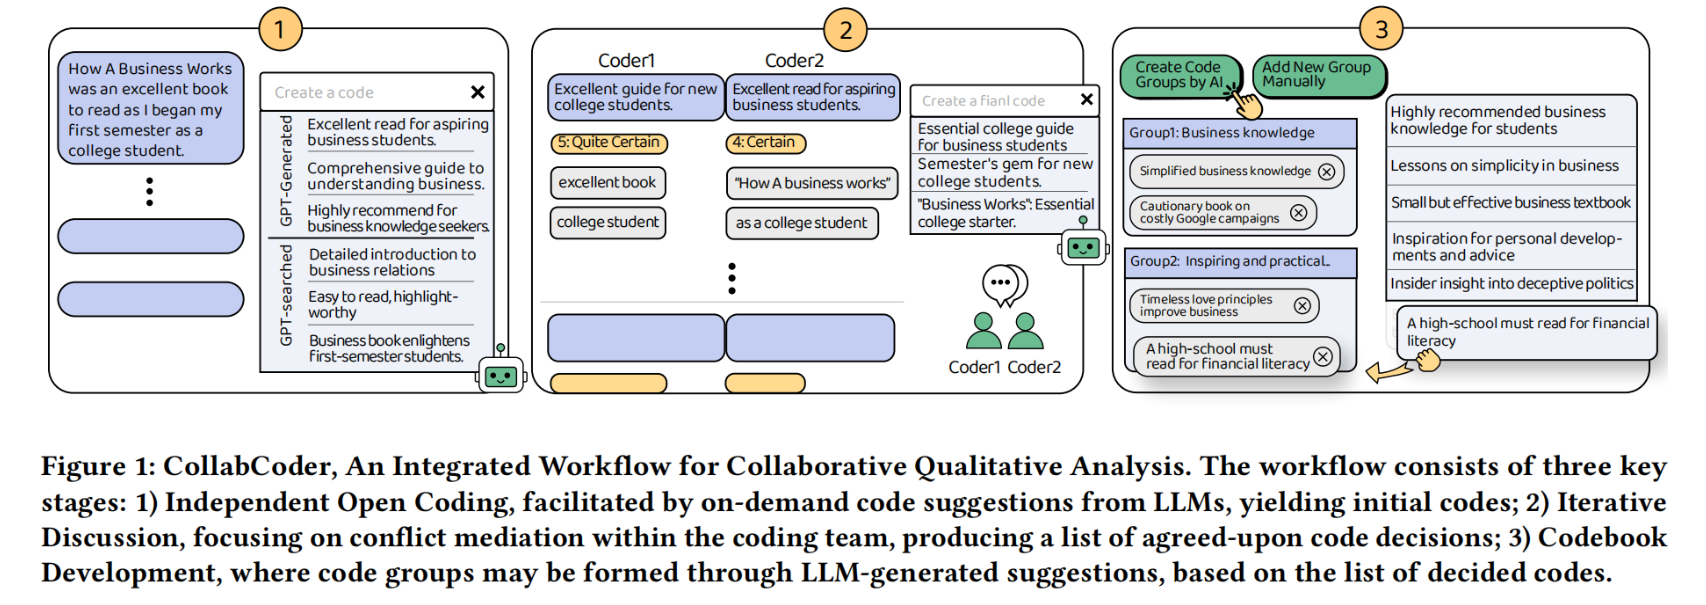 1
How A Business Works
was an excellent book
to read as I began my
first semester as a
college student.
Create a code
GPT-Generated
Excellent read for aspiring
business students.
Comprehensive guide to
understanding business.
Highly recommend for
business knowledge seekers.
GPT-searched
Detailed introduction to
business relations
Easy to read, highlight-
worthy
Business book enlightens
first-semester students.
2
Coder1
Coder2
Excellent guide for new
college students.
Excellent read for aspiring
business students.
5: Quite Certain
4: Certain
excellent book
"How A business works"
college student
as a college student
Create a fianl code
Essential college guide
for business students
Semester's gem for new
college students.
"Business Works": Essential
college starter.
Coder1 Coder2
3
Create Code
Groups by AI
Add New Group
Manually
Group1: Business knowledge
Simplified business knowledge
Cautionary book on
costly Google campaigns
Group2: Inspiring and practical..
Timeless love principles
improve business
A high-school must
read for financial literacy
Highly recommended business
knowledge for students
Lessons on simplicity in business
Small but effective business textbook
Inspiration for personal develop-
ments and advice
Insider insight into deceptive politics
A high-school must read for financial
literacy
Figure 1: CollabCoder, An Integrated Workflow for Collaborative Qualitative Analysis. The workflow consists of three key
stages: 1) Independent Open Coding, facilitated by on-demand code suggestions from LLMs, yielding initial codes; 2) Iterative
Discussion, focusing on conflict mediation within the coding team, producing a list of agreed-upon code decisions; 3) Codebook
Development, where code groups may be formed through LLM-generated suggestions, based on the list of decided codes.